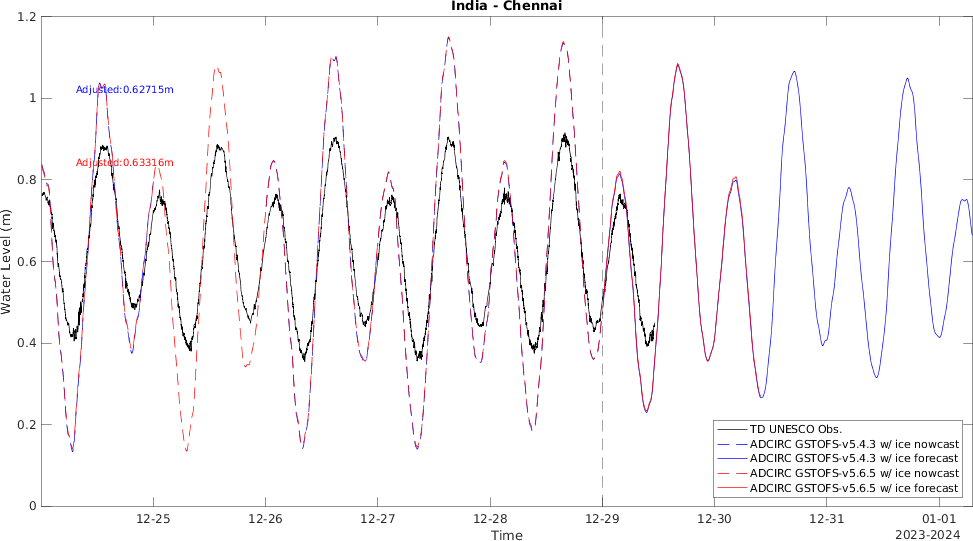 India - Chennai
Water Level (m)
1.2
1
0.8
0.6
0.4
0.2
0
Adjusted:0.62715m
Adjusted:0.63316m
TD UNESCO Obs.
ADCIRC GSTOFS-v5.4.3 w/ ice nowcast
ADCIRC GSTOFS-v5.4.3 w/ ice forecast
ADCIRC GSTOFS-v5.6.5 w/ ice nowcast
ADCIRC GSTOFS-v5.6.5 w/ ice forecast
12-25 12-26 12-27 12-28 12-29 12-30 12-31 01-01
Time
2023-2024